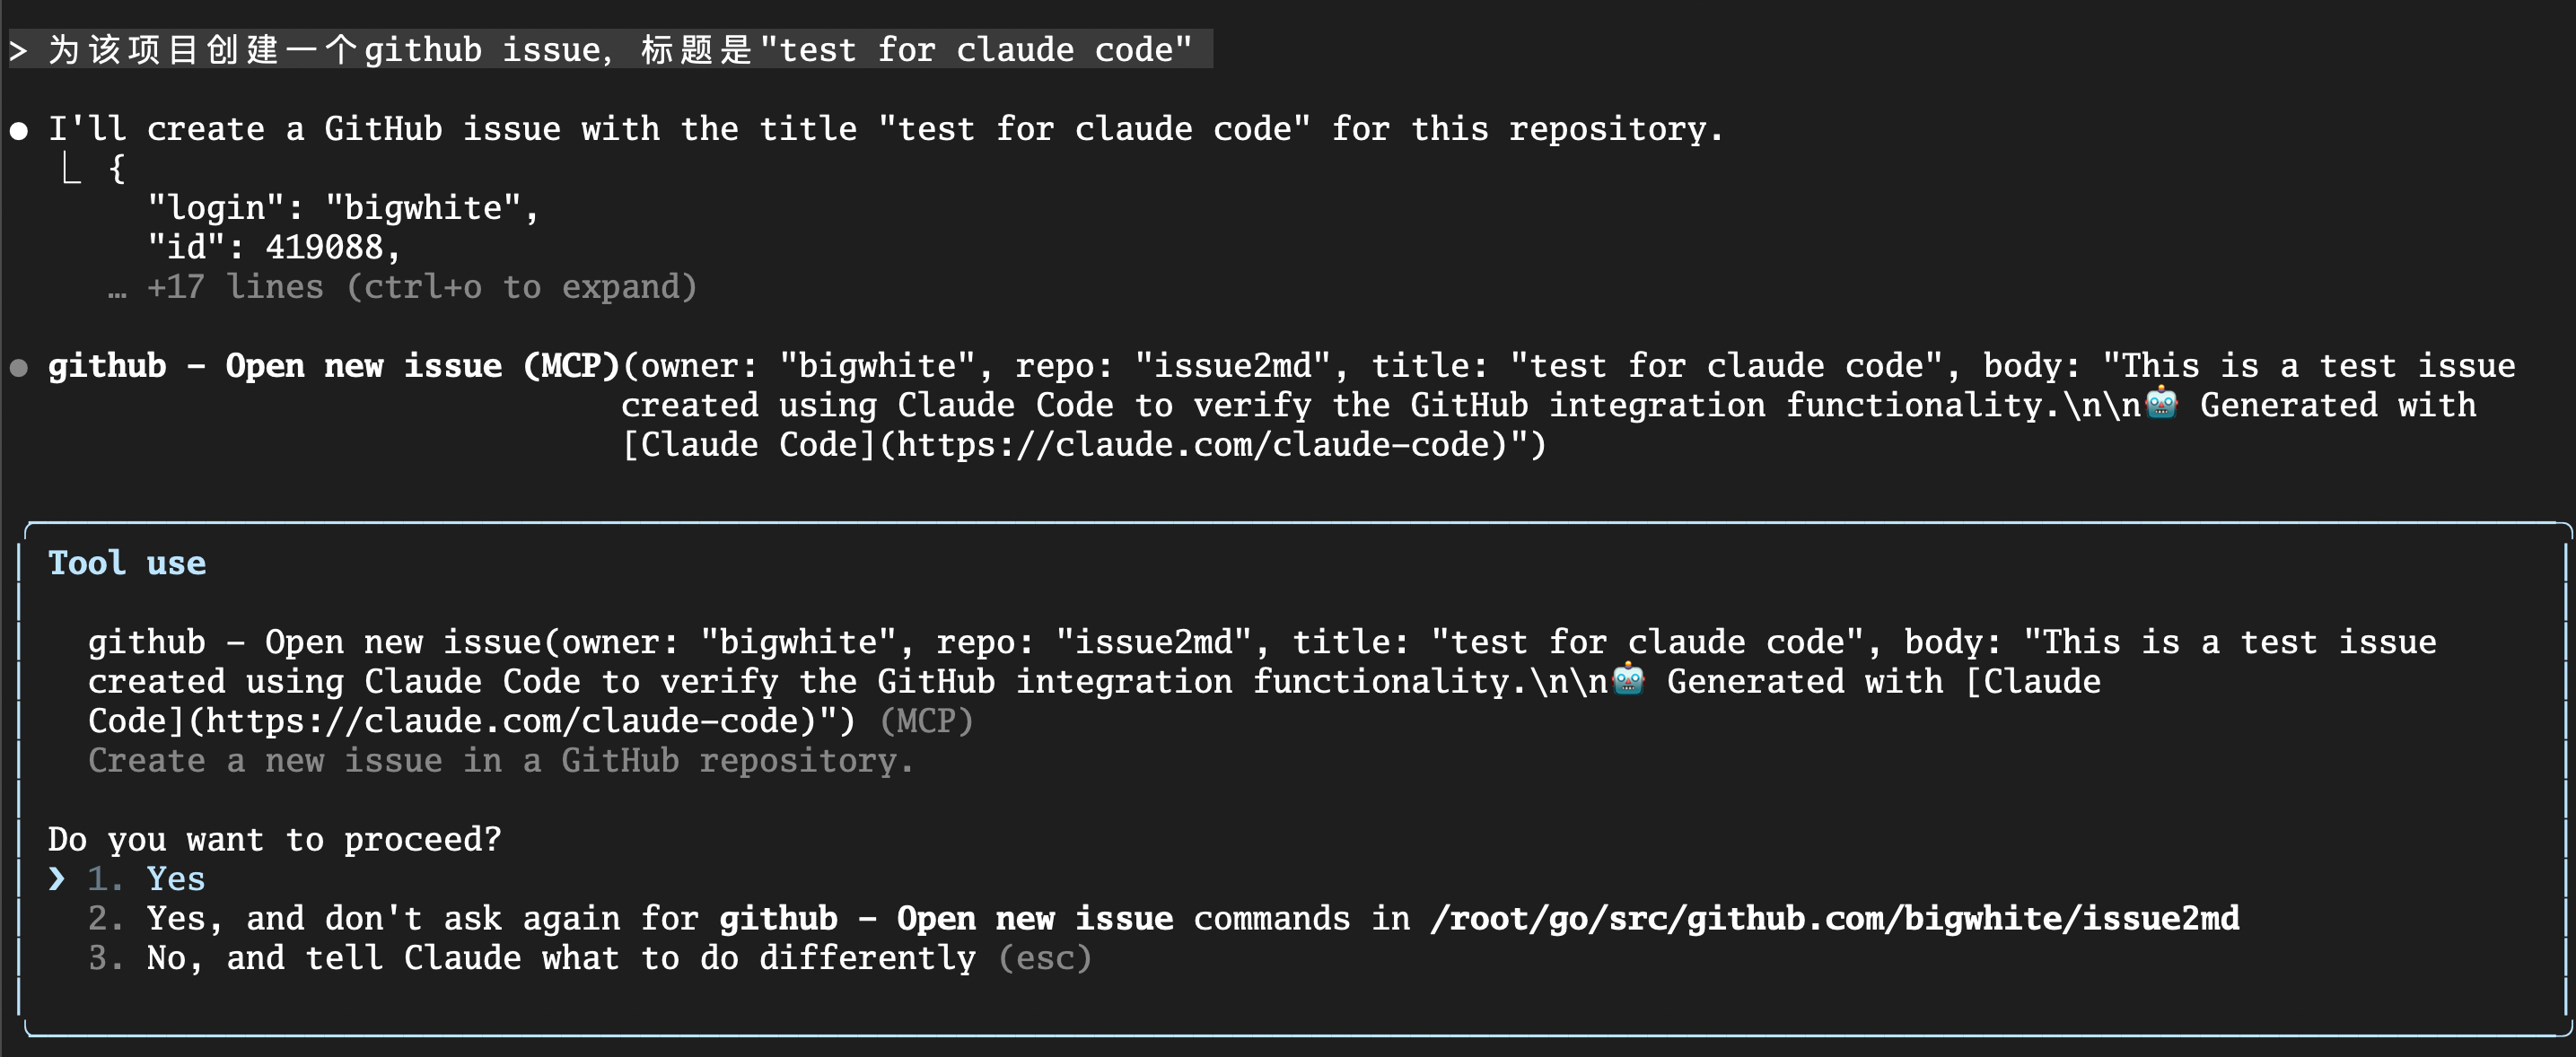 > 为该项目创建一个github issue, 标题是"test for claude code"
● I'll create a GitHub issue with the title "test for claude code" for this repository.
⎿ {
"login": "bigwhite",
"id": 419088,
… +17 lines (ctrl+o to expand)
● github - Open new issue (MCP)(owner: "bigwhite", repo: "issue2md", title: "test for claude code", body: "This is a test issue
created using Claude Code to verify the GitHub integration functionality.\n\n🤖 Generated with
[Claude Code](https://claude.com/claude-code)")
Tool use
github - Open new issue(owner: "bigwhite", repo: "issue2md", title: "test for claude code", body: "This is a test issue
created using Claude Code to verify the GitHub integration functionality.\n\n🤖 Generated with [Claude
Code](https://claude.com/claude-code)") (MCP)
Create a new issue in a GitHub repository.
Do you want to proceed?
❯ 1. Yes
2. Yes, and don't ask again for github - Open new issue commands in /root/go/src/github.com/bigwhite/issue2md
3. No, and tell Claude what to do differently (esc)